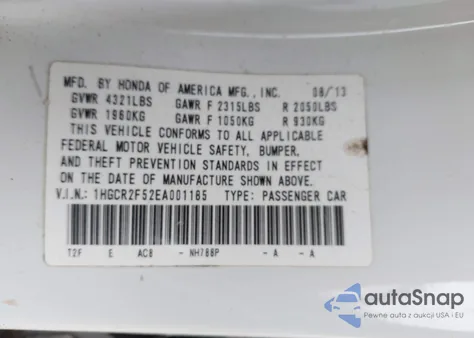 MFD. BY HONDA OF AMERICA MFG., INC. 08/13
GVWR 4321LBS GAWR F 2315LBS R 2050LBS
GVWR 1960KG GAWR F 1050KG R 930KG
THIS VEHICLE CONFORMS TO ALL APPLICABLE
FEDERAL MOTOR VEHICLE SAFETY, BUMPER,
AND THEFT PREVENTION STANDARDS IN EFFECT
ON THE DATE OF MANUFACTURE SHOWN ABOVE.
V.I.N.: 1HGCR2F52EA001185 TYPE: PASSENGER CAR
T2F E AC8 - NH788P - A - A
autaSnap
Pewne auta z aukcji USA i EU